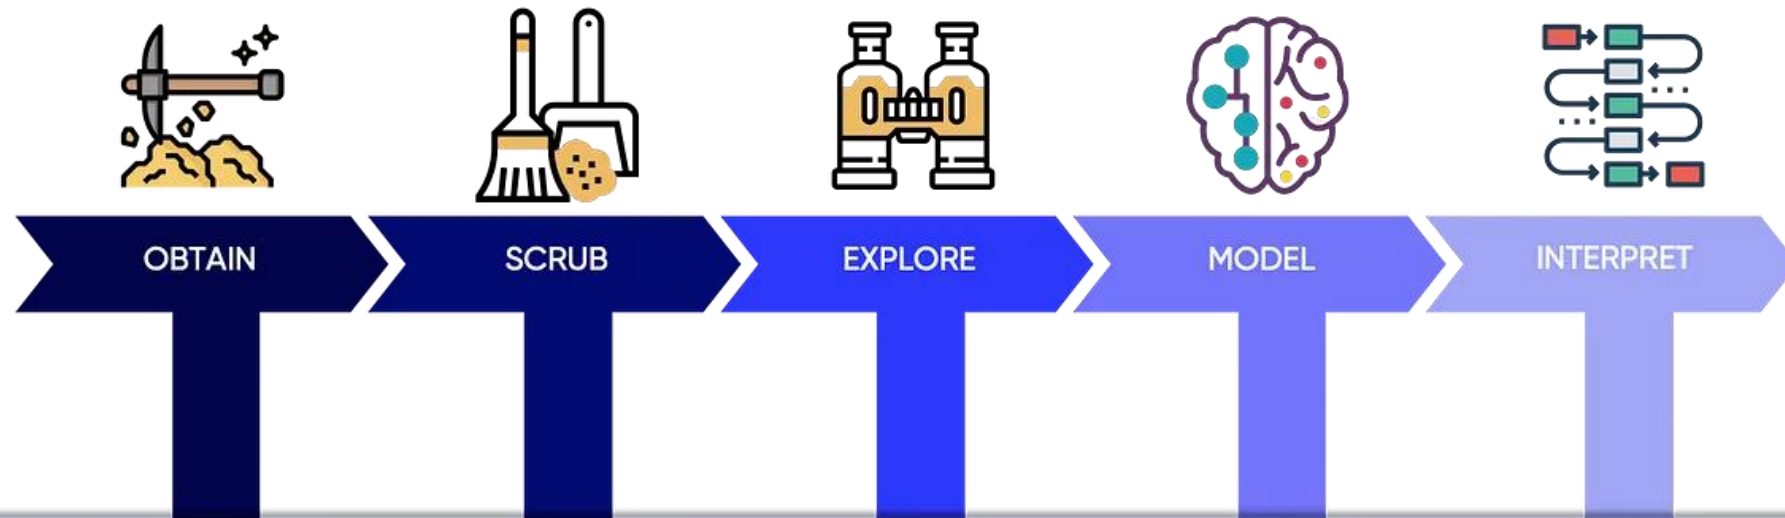 OBTAIN
SCRUB
EXPLORE
MODEL
INTERPRET